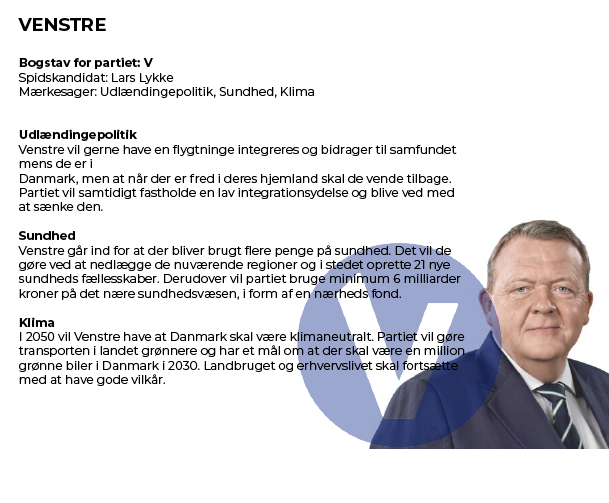 VENSTRE
Bogstav for partiet: V
Spidskandidat: Lars Lykke
Mærkesager: Udlændingepolitik, Sundhed, Klima
Udlændingepolitik
Venstre vil gerne have en flygtninge integreres og bidrager til samfundet
mens de er i
Danmark, men at når der er fred i deres hjemland skal de vende tilbage.
Partiet vil samtidigt fastholde en lav integrationsydelse og blive ved med
at sænke den.
Sundhed
Venstre går ind for at der bliver brugt flere penge på sundhed. Det vil de
gøre ved at nedlægge de nuværende regioner og i stedet oprette 21 nye
sundheds fællesskaber. Derudover vil partiet bruge minimum 6 milliarder
kroner på det nære sundhedsvæsen, i form af en nærheds fond.
Klima
I 2050 vil Venstre have at Danmark skal være klimaneutralt. Partiet vil gøre
transporten i landet grønnere og har et mål om at der skal være en million
grønne biler i Danmark i 2030. Landbruget og erhvervslivet skal fortsætte
med at have gode vilkår.
V